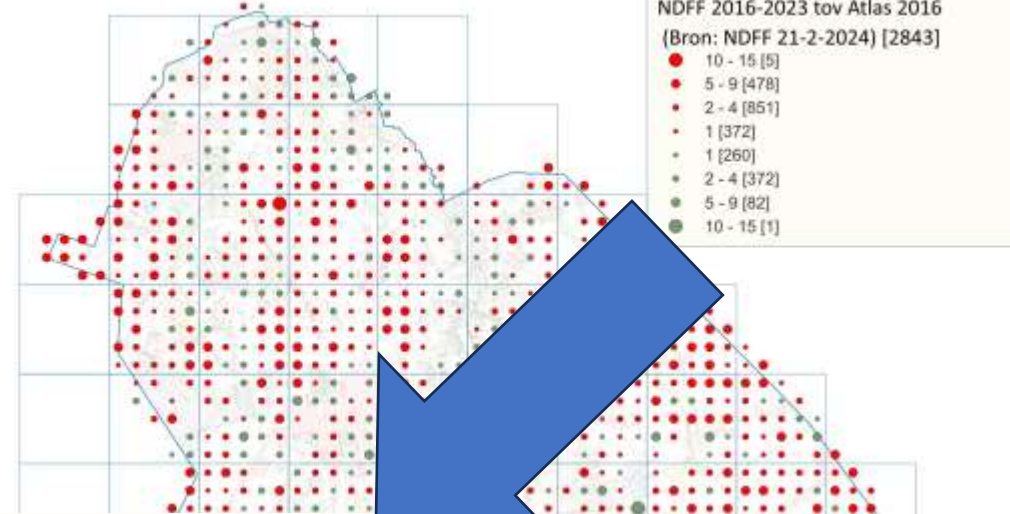 NDFF 2016-2023 tov Atlas 2016
(Bron: NDFF 21-2-2024) [2843]
10 - 15 [5]
5 - 9 [478]
2 - 4 [851]
1 [372]
1 [260]
2 - 4 [372]
5 - 9 [82]
10 - 15 [1]